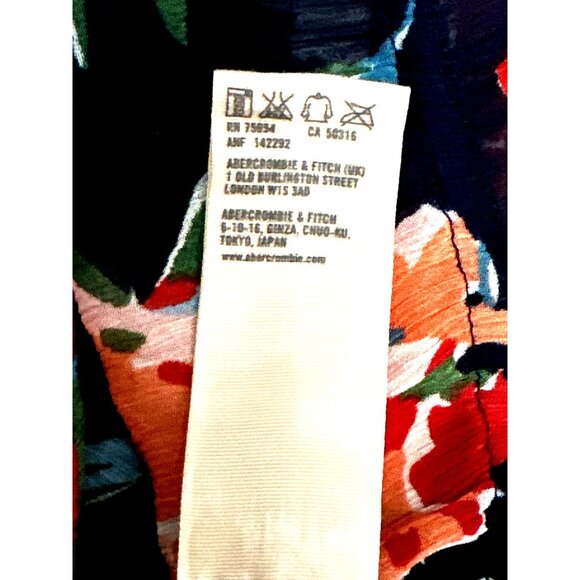 RN 75094 CA 50316
ANF 142292
ABERCROMBIE & FITCH (UK)
1 OLD BURLINGTON STREET
LONDON W1S 3AD
ABERCROMBIE & FITCH
6-10-16, GINZA, CHUO-KU,
TOKYO, JAPAN
www.abercrombie.com